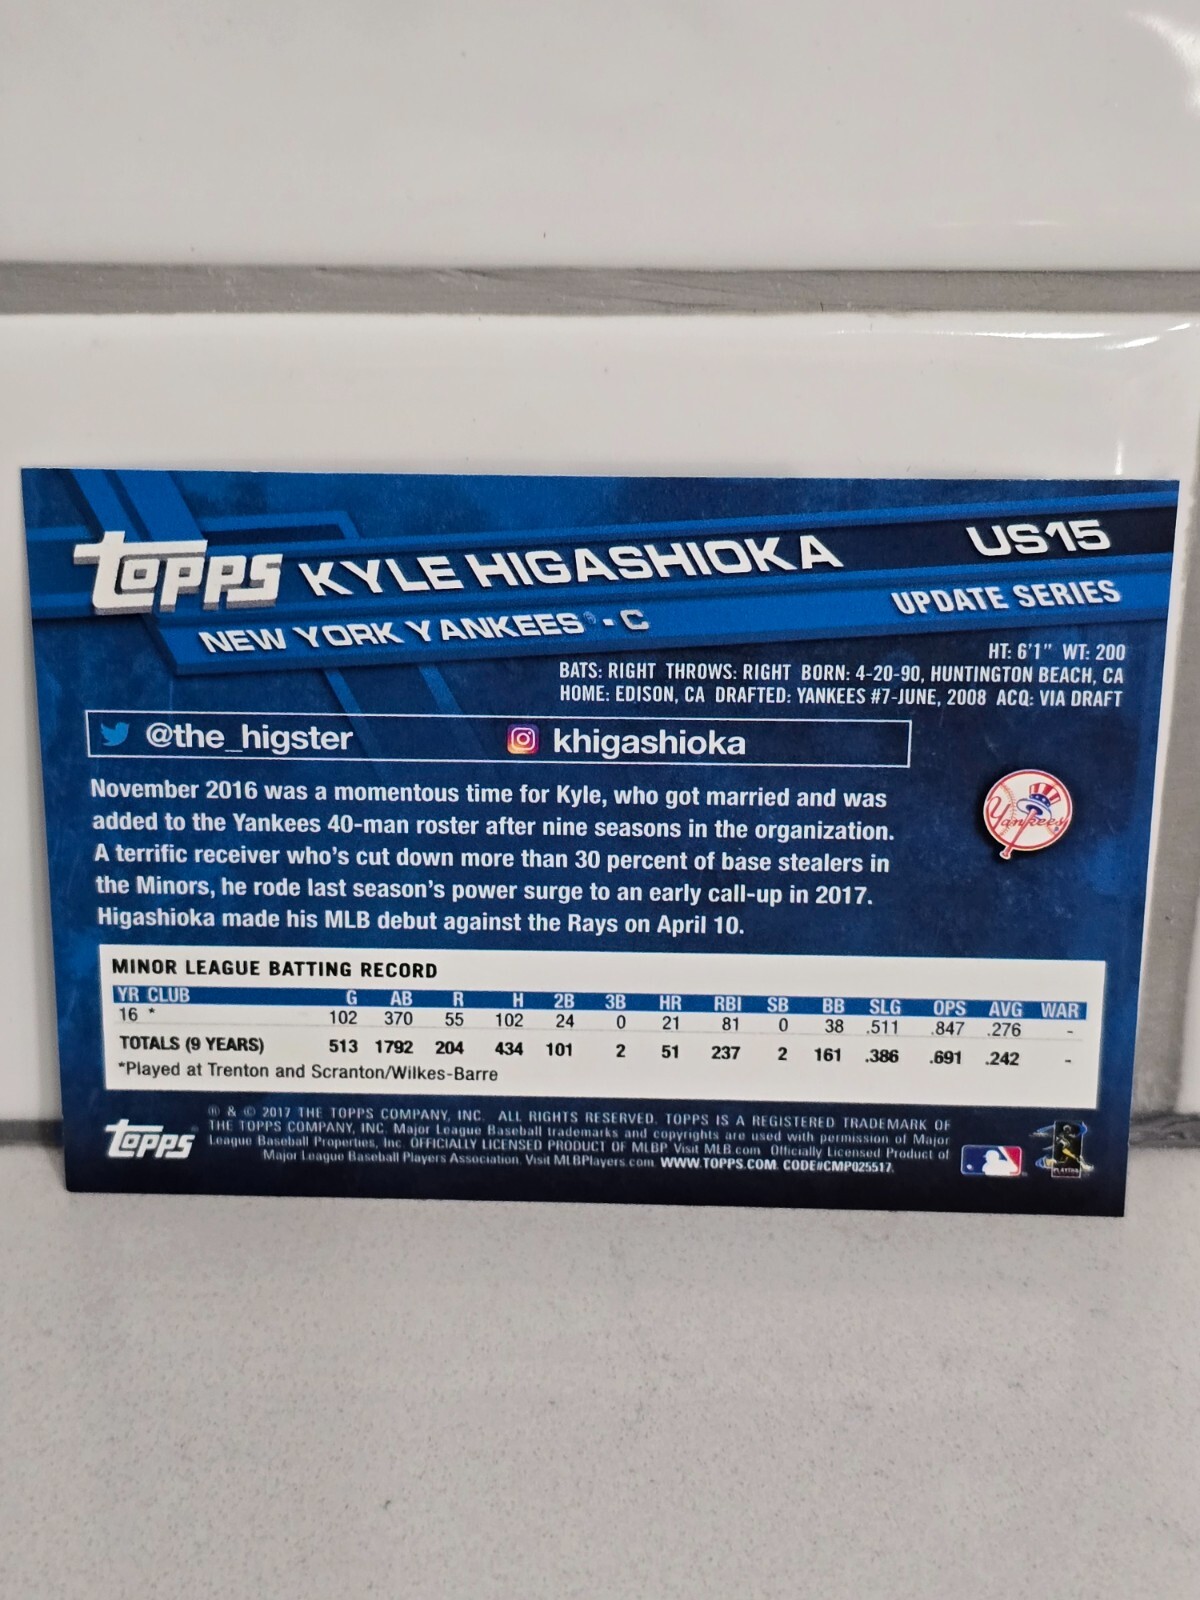 TOPPS KYLE HIGASHIOKA US15
NEW YORK YANKEES® - C UPDATE SERIES
HT: 6'1" WT: 200
BATS: RIGHT THROWS: RIGHT BORN: 4-20-90, HUNTINGTON BEACH, CA
HOME: EDISON, CA DRAFTED: YANKEES #7-JUNE, 2008 ACQ: VIA DRAFT
@the_higster khigashioka
November 2016 was a momentous time for Kyle, who got married and was
added to the Yankees 40-man roster after nine seasons in the organization.
A terrific receiver who's cut down more than 30 percent of base stealers in
the Minors, he rode last season's power surge to an early call-up in 2017.
Higashioka made his MLB debut against the Rays on April 10.
Yankees
MINOR LEAGUE BATTING RECORD
YR CLUB G AB R H 2B 3B HR RBI SB BB SLG OPS AVG WAR
16 * 102 370 55 102 24 0 21 81 0 38 .511 .847 .276 -
TOTALS (9 YEARS) 513 1792 204 434 101 2 51 237 2 161 .386 .691 .242 -
*Played at Trenton and Scranton/Wilkes-Barre
TOPPS
® & © 2017 THE TOPPS COMPANY, INC. ALL RIGHTS RESERVED. TOPPS IS A REGISTERED TRADEMARK OF
THE TOPPS COMPANY, INC. Major League Baseball trademarks and copyrights are used with permission of Major
League Baseball Properties, Inc. OFFICIALLY LICENSED PRODUCT OF MLBP. Visit MLB.com. Officially Licensed Product of
Major League Baseball Players Association. Visit MLBPlayers.com. WWW.TOPPS.COM. CODE#CMP025517.